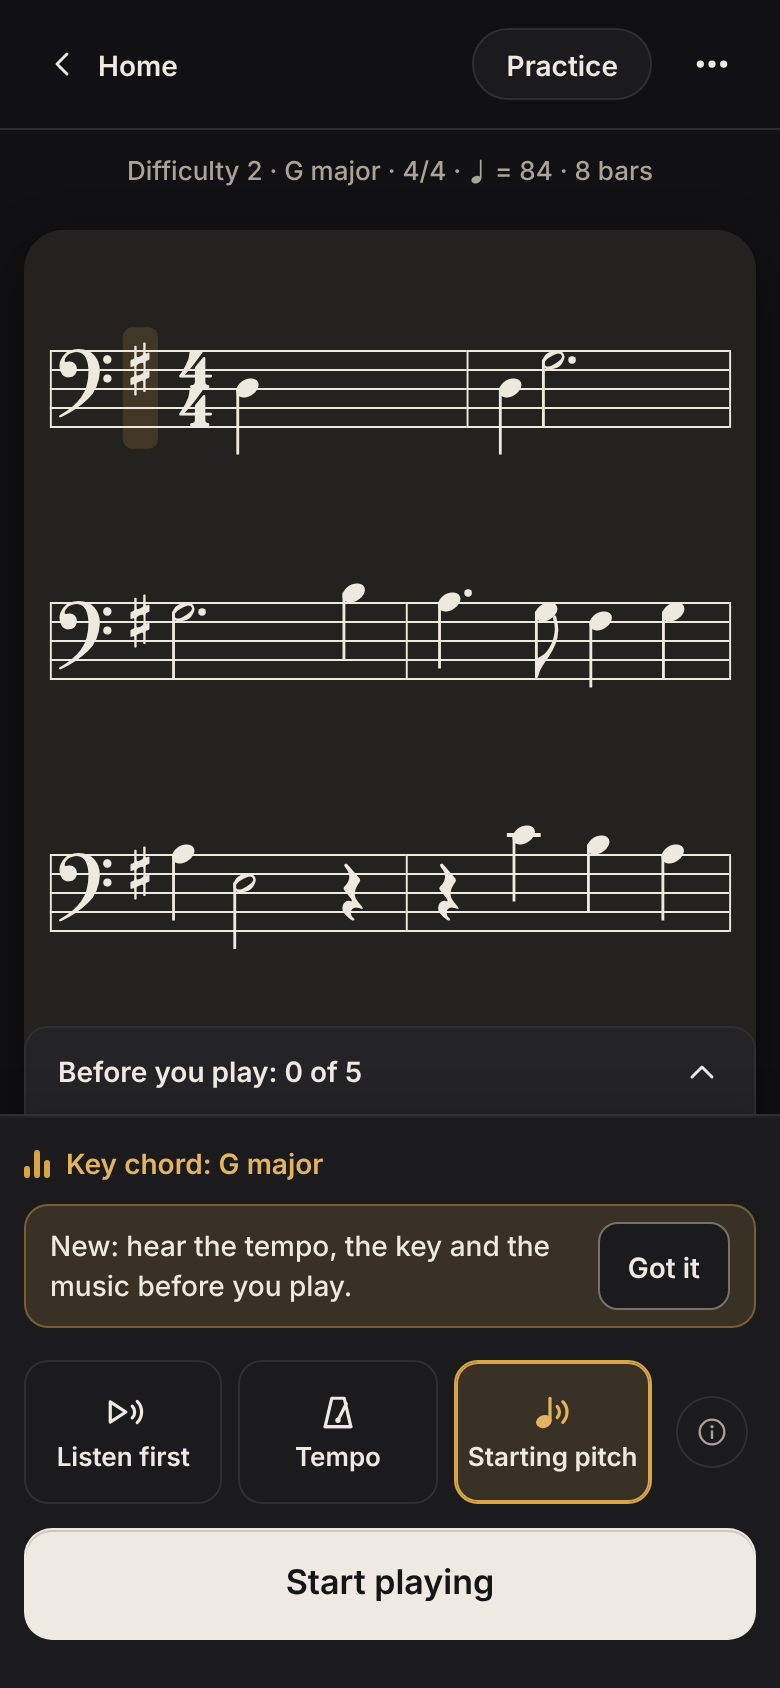 Home
Practice
Difficulty 2 · G major · 4/4 · ♩ = 84 · 8 bars
4
4
Before you play: 0 of 5
Key chord: G major
New: hear the tempo, the key and the
music before you play.
Got it
Listen first
Tempo
Starting pitch
Start playing